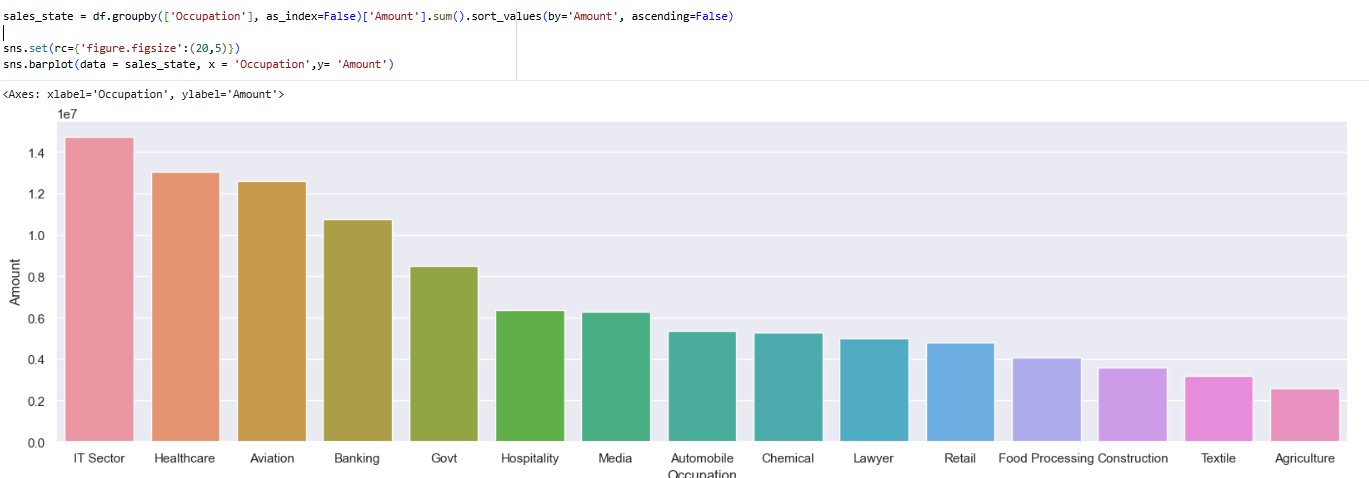 sales_state = df.groupby(['Occupation'], as_index=False)['Amount'].sum().sort_values(by='Amount', ascending=False)
sns.set(rc={'figure.figsize':(20,5)})
sns.barplot(data = sales_state, x = 'Occupation',y= 'Amount')
<Axes: xlabel='Occupation', ylabel='Amount'>
1e7
1.4
1.2
1.0
0.8
0.6
0.4
0.2
0.0
Amount
IT Sector Healthcare Aviation Banking Govt Hospitality Media Automobile Chemical Lawyer Retail Food Processing Construction Textile Agriculture
Occupation